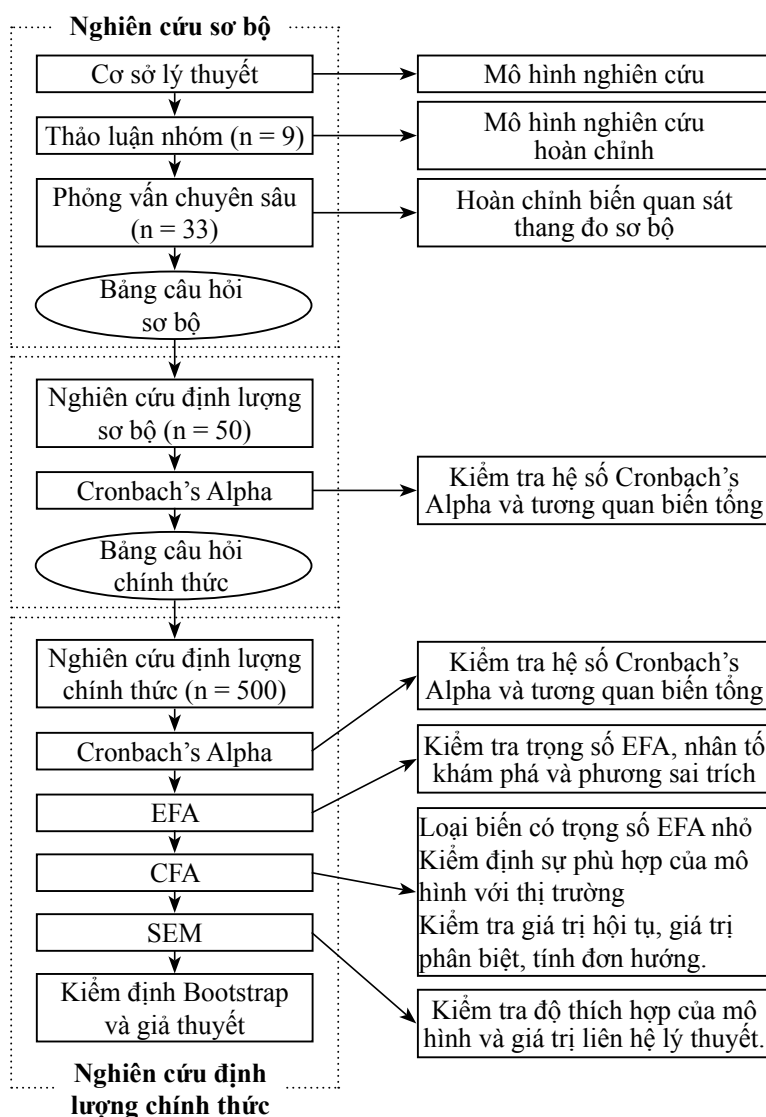 Nghiên cứu sơ bộ
Cơ sở lý thuyết
Mô hình nghiên cứu
Thảo luận nhóm (n = 9)
Mô hình nghiên cứu
hoàn chỉnh
Phỏng vấn chuyên sâu
(n = 33)
Hoàn chỉnh biến quan sát
thang đo sơ bộ
Bảng câu hỏi
sơ bộ
Nghiên cứu định lượng
sơ bộ (n = 50)
Cronbach’s Alpha
Kiểm tra hệ số Cronbach’s
Alpha và tương quan biến tổng
Bảng câu hỏi
chính thức
Nghiên cứu định lượng
chính thức (n = 500)
Kiểm tra hệ số Cronbach’s
Alpha và tương quan biến tổng
Cronbach’s Alpha
Kiểm tra trọng số EFA, nhân tố
khám phá và phương sai trích
EFA
CFA
Loại biến có trọng số EFA nhỏ
Kiểm định sự phù hợp của mô
hình với thị trường
Kiểm tra giá trị hội tụ, giá trị
phân biệt, tính đơn hướng.
SEM
Kiểm định Bootstrap
và giả thuyết
Kiểm tra độ thích hợp của mô
hình và giá trị liên hệ lý thuyết.
Nghiên cứu định
lượng chính thức